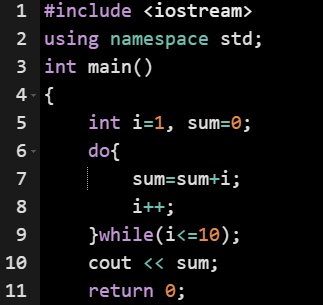 1 #include <iostream>
2 using namespace std;
3 int main()
4 {
5     int i=1, sum=0;
6     do{
7         sum=sum+i;
8         i++;
9     }while(i<=10);
10     cout << sum;
11     return 0;